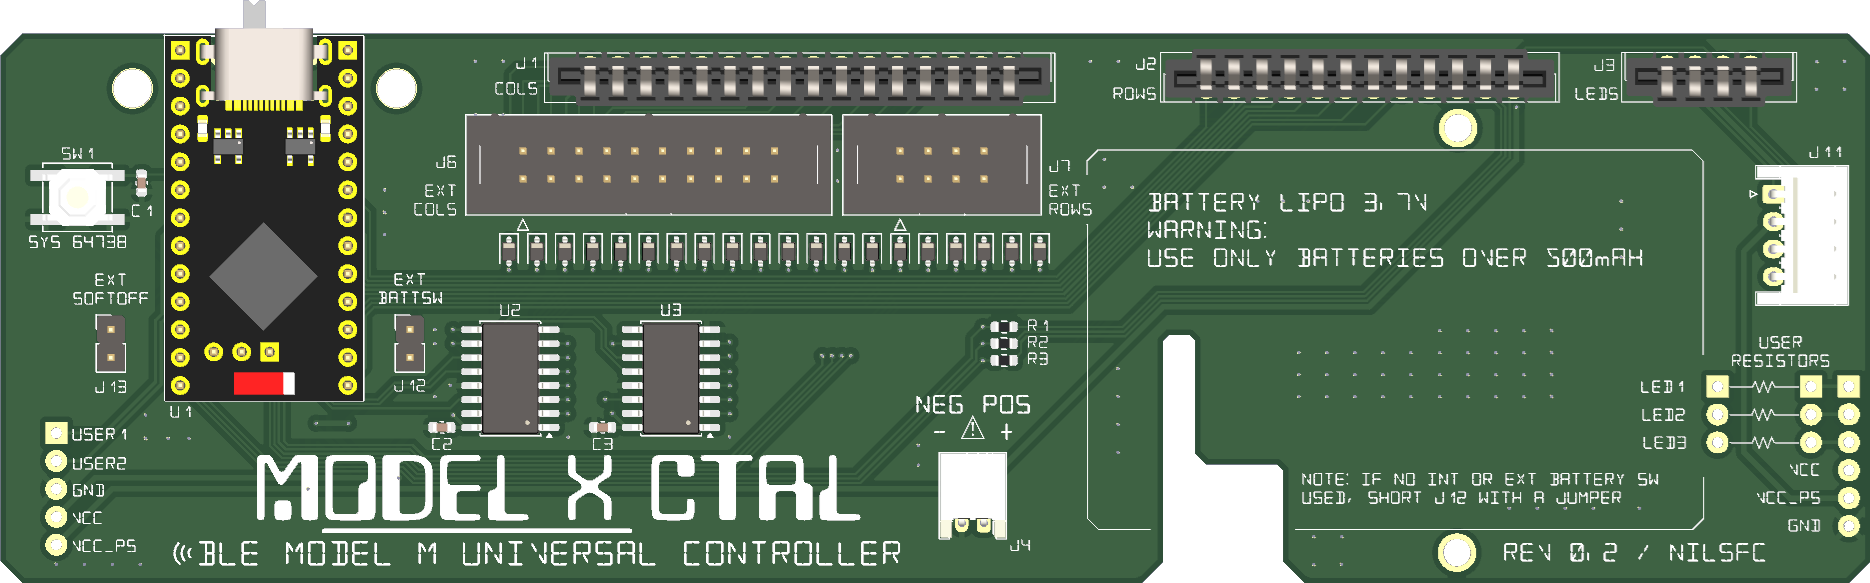 J1
COLS
J2
ROWS
J3
LEDS
J6
EXT
COLS
J7
EXT
ROWS
J11
SW1
C1
SYS 64738
EXT
SOFTOFF
J13
EXT
BATTSW
J12
U1
U2
U3
C2
C3
R1
R2
R3
BATTERY LIPO 3.7V
WARNING:
USE ONLY BATTERIES OVER 500mAH
USER
RESISTORS
LED1
LED2
LED3
VCC
VCC_PS
GND
NEG POS
- +
J4
NOTE: IF NO INT OR EXT BATTERY SW
USED, SHORT J12 WITH A JUMPER
USER1
USER2
GND
VCC
VCC_PS
MODEL X CTRL
BLE MODEL M UNIVERSAL CONTROLLER
REV 0.2 / NILSFC